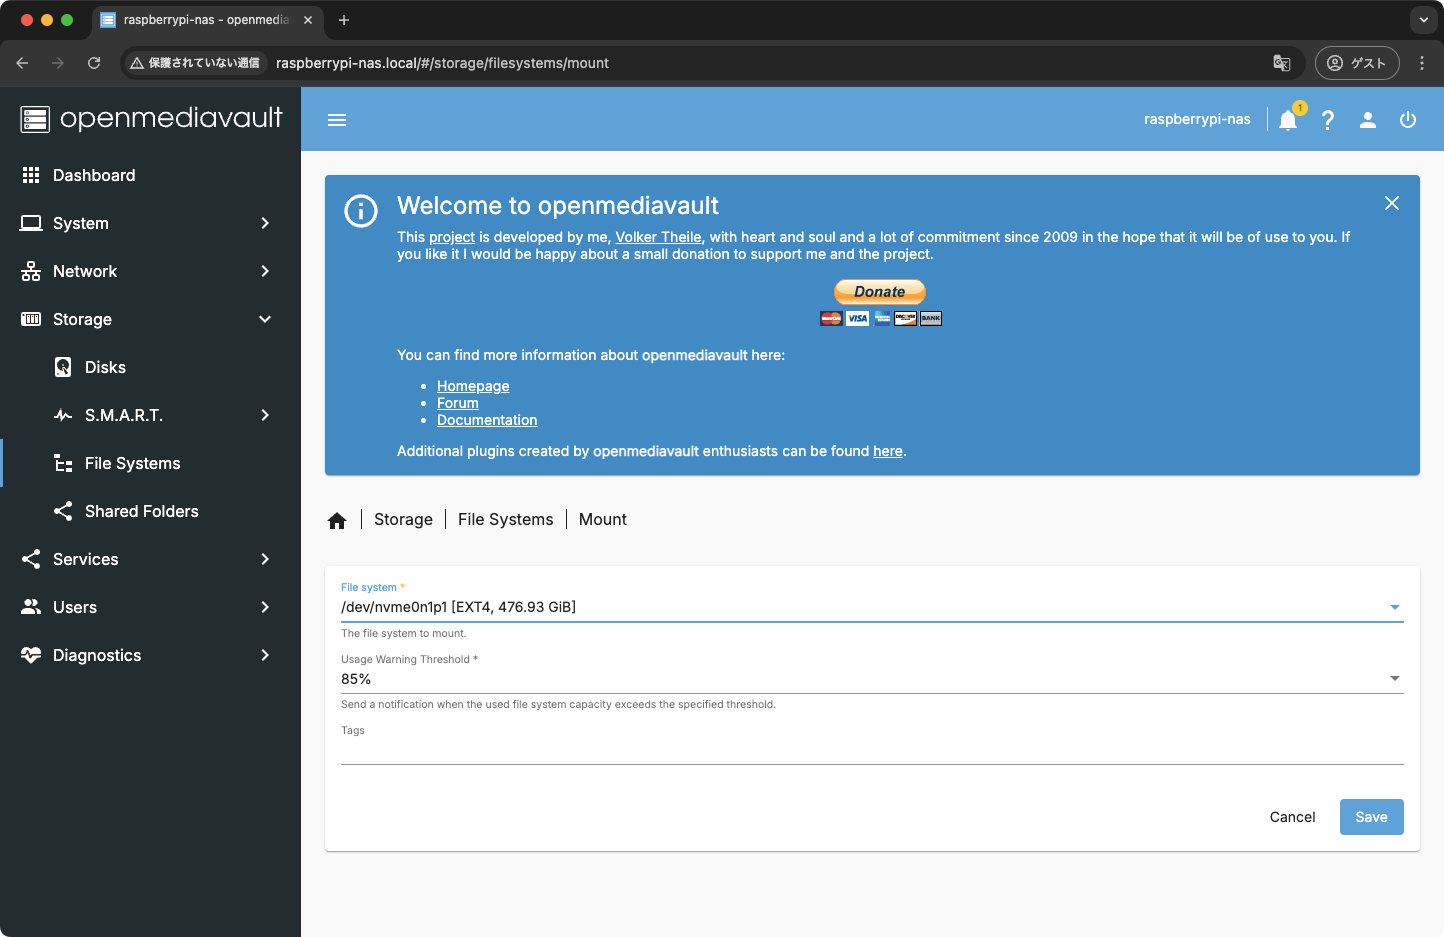 raspberrypi-nas - openmedia
保護されていない通信
raspberrypi-nas.local/#/storage/filesystems/mount
ゲスト
openmediavault
raspberrypi-nas
1
Dashboard
System
Network
Storage
Disks
S.M.A.R.T.
File Systems
Shared Folders
Services
Users
Diagnostics
Welcome to openmediavault
This project is developed by me, Volker Theile, with heart and soul and a lot of commitment since 2009 in the hope that it will be of use to you. If
you like it I would be happy about a small donation to support me and the project.
Donate
VISA
BANK
You can find more information about openmediavault here:
• Homepage
• Forum
• Documentation
Additional plugins created by openmediavault enthusiasts can be found here.
Storage | File Systems | Mount
File system *
/dev/nvme0n1p1 [EXT4, 476.93 GiB]
The file system to mount.
Usage Warning Threshold *
85%
Send a notification when the used file system capacity exceeds the specified threshold.
Tags
Cancel
Save